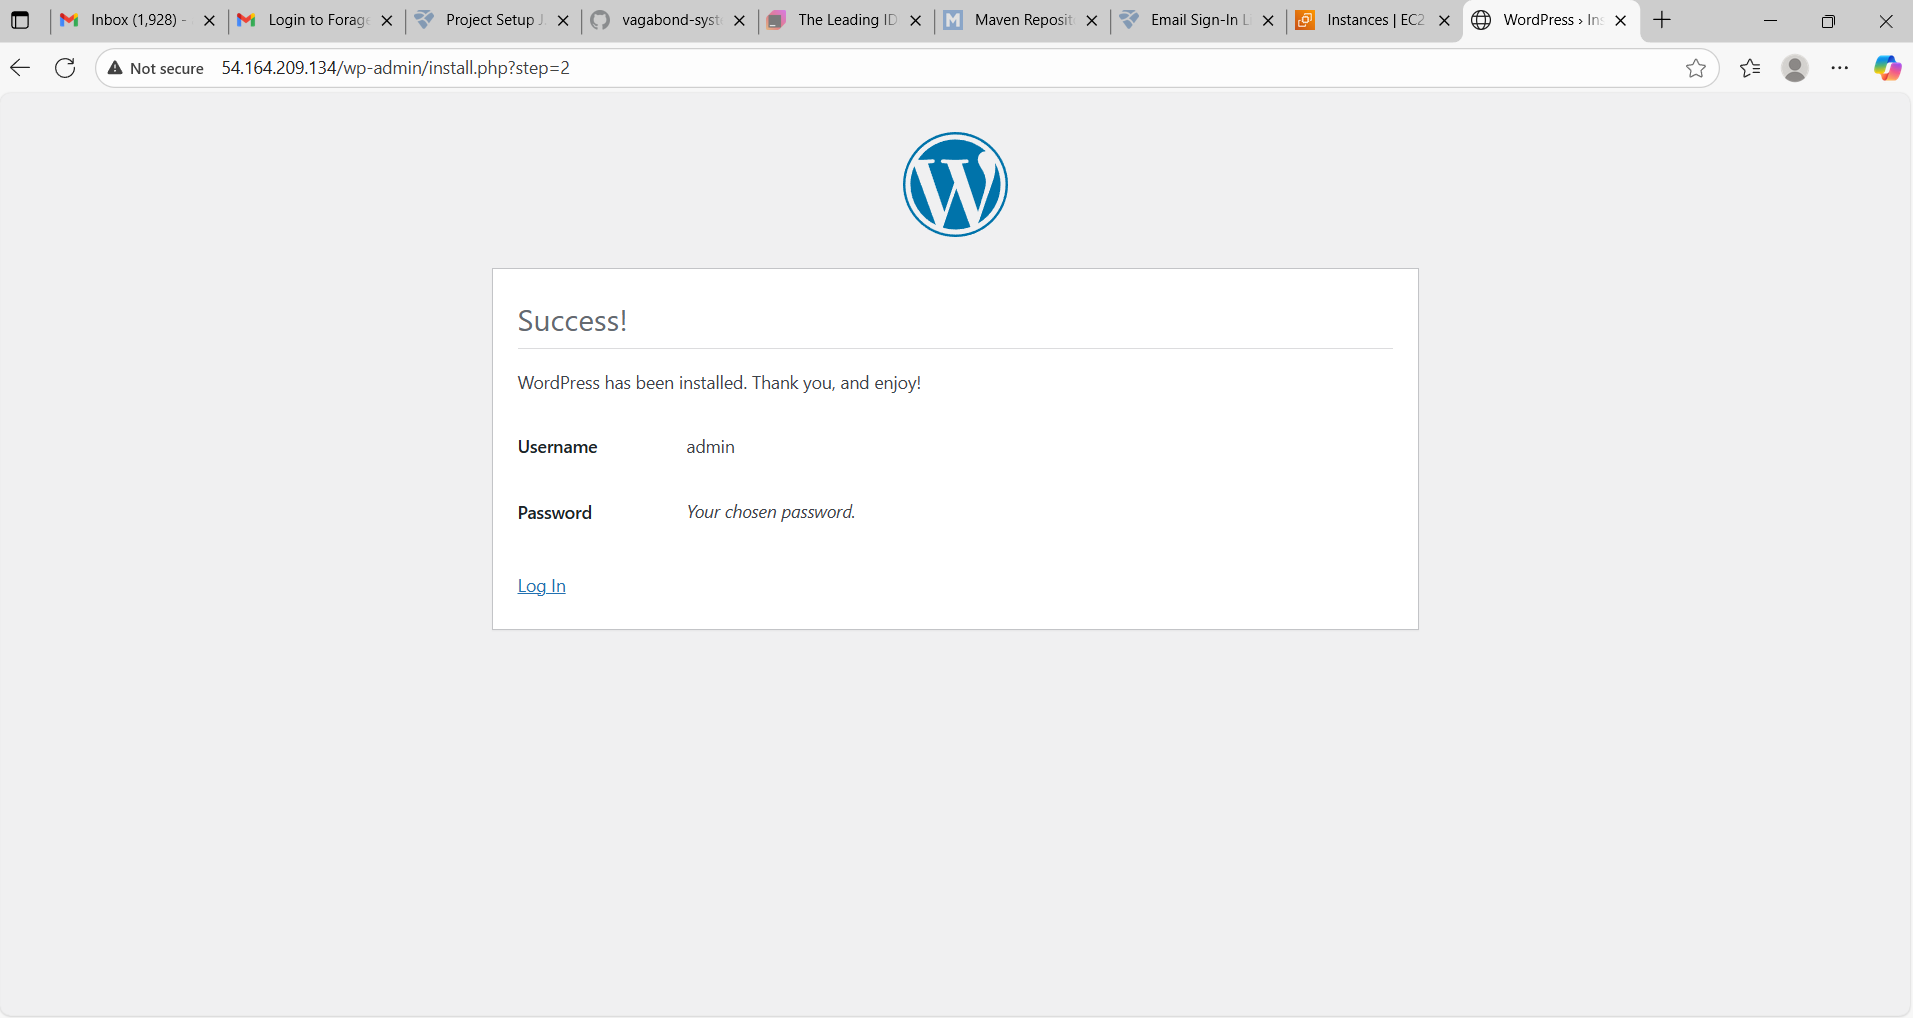 Inbox (1,928) -
Login to Forage
Project Setup J
vagabond-syst
The Leading ID
Maven Reposit
Email Sign-In L
Instances | EC2
WordPress › Ins
Not secure
54.164.209.134/wp-admin/install.php?step=2
Success!
WordPress has been installed. Thank you, and enjoy!
Username admin
Password Your chosen password.
Log In